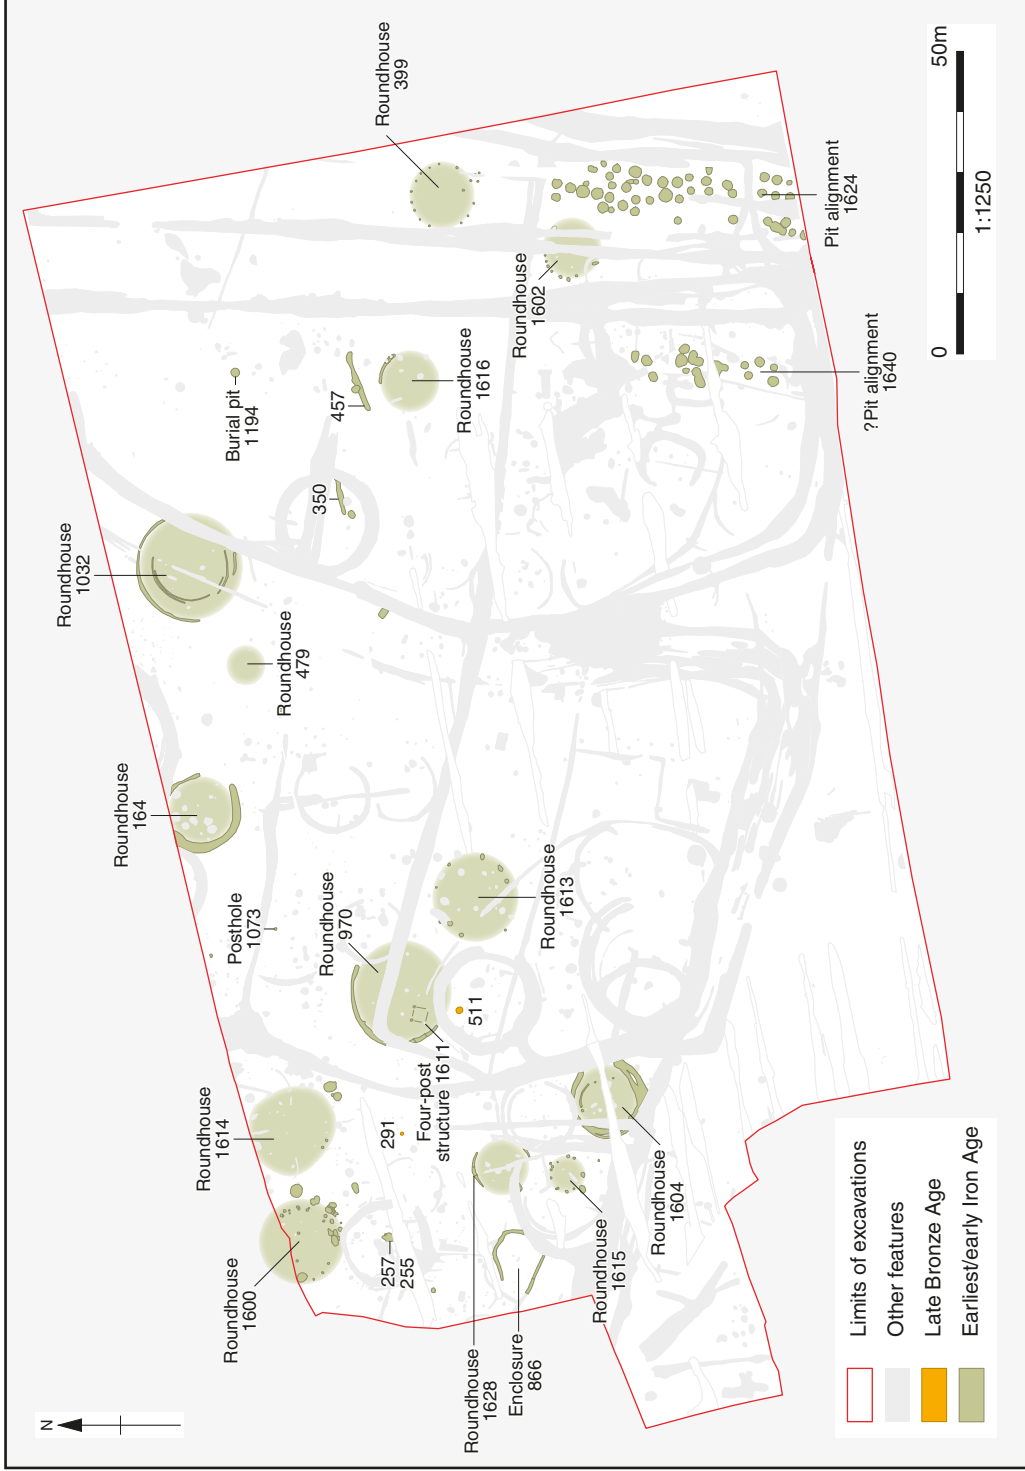 N
Roundhouse
1600
Roundhouse
1614
Posthole
1073
Roundhouse
164
Roundhouse
479
Roundhouse
1032
Burial pit
1194
Roundhouse
399
257
255
291
Four-post
structure 1611
Roundhouse
970
511
350
457
Roundhouse
1616
Roundhouse
1628
Enclosure
866
Roundhouse
1615
Roundhouse
1604
Roundhouse
1613
Roundhouse
1602
?Pit alignment
1640
Pit alignment
1624
Limits of excavations
Other features
Late Bronze Age
Earliest/early Iron Age
0
50m
1:1250